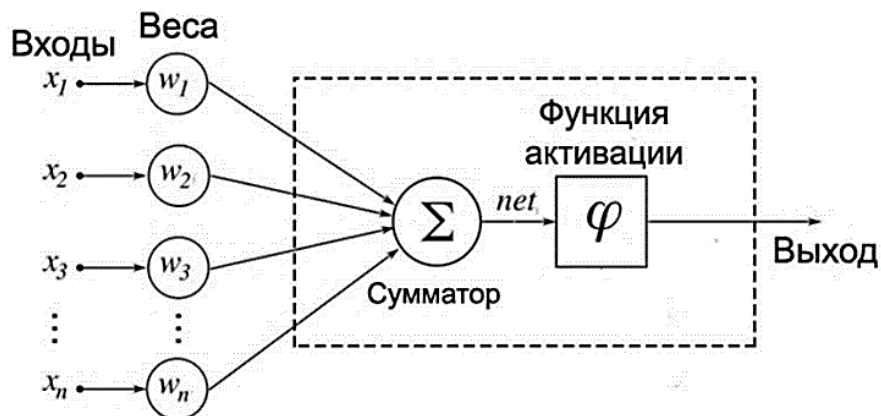 Входы
Веса
x1
w1
x2
w2
x3
w3
⋮
⋮
xn
wn
Σ
Сумматор
net
Функция
активации
φ
Выход